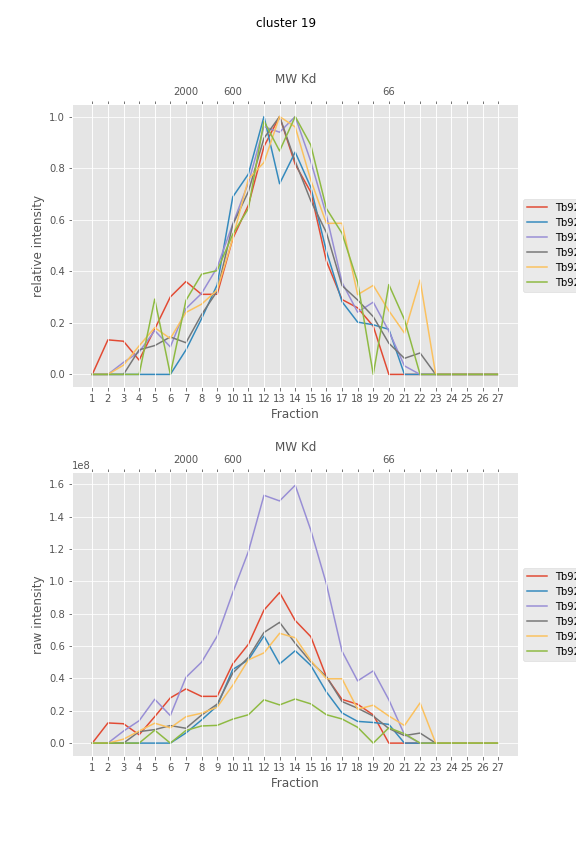 cluster 19
MW Kd
2000 600 66
1.0
0.8
0.6
0.4
0.2
0.0
relative intensity
Tb92
Tb92
Tb92
Tb92
Tb92
Tb92
1 2 3 4 5 6 7 8 9 10 11 12 13 14 15 16 17 18 19 20 21 22 23 24 25 26 27
Fraction
MW Kd
2000 600 66
1e8
1.6
1.4
1.2
1.0
0.8
0.6
0.4
0.2
0.0
raw intensity
Tb92
Tb92
Tb92
Tb92
Tb92
Tb92
1 2 3 4 5 6 7 8 9 10 11 12 13 14 15 16 17 18 19 20 21 22 23 24 25 26 27
Fraction